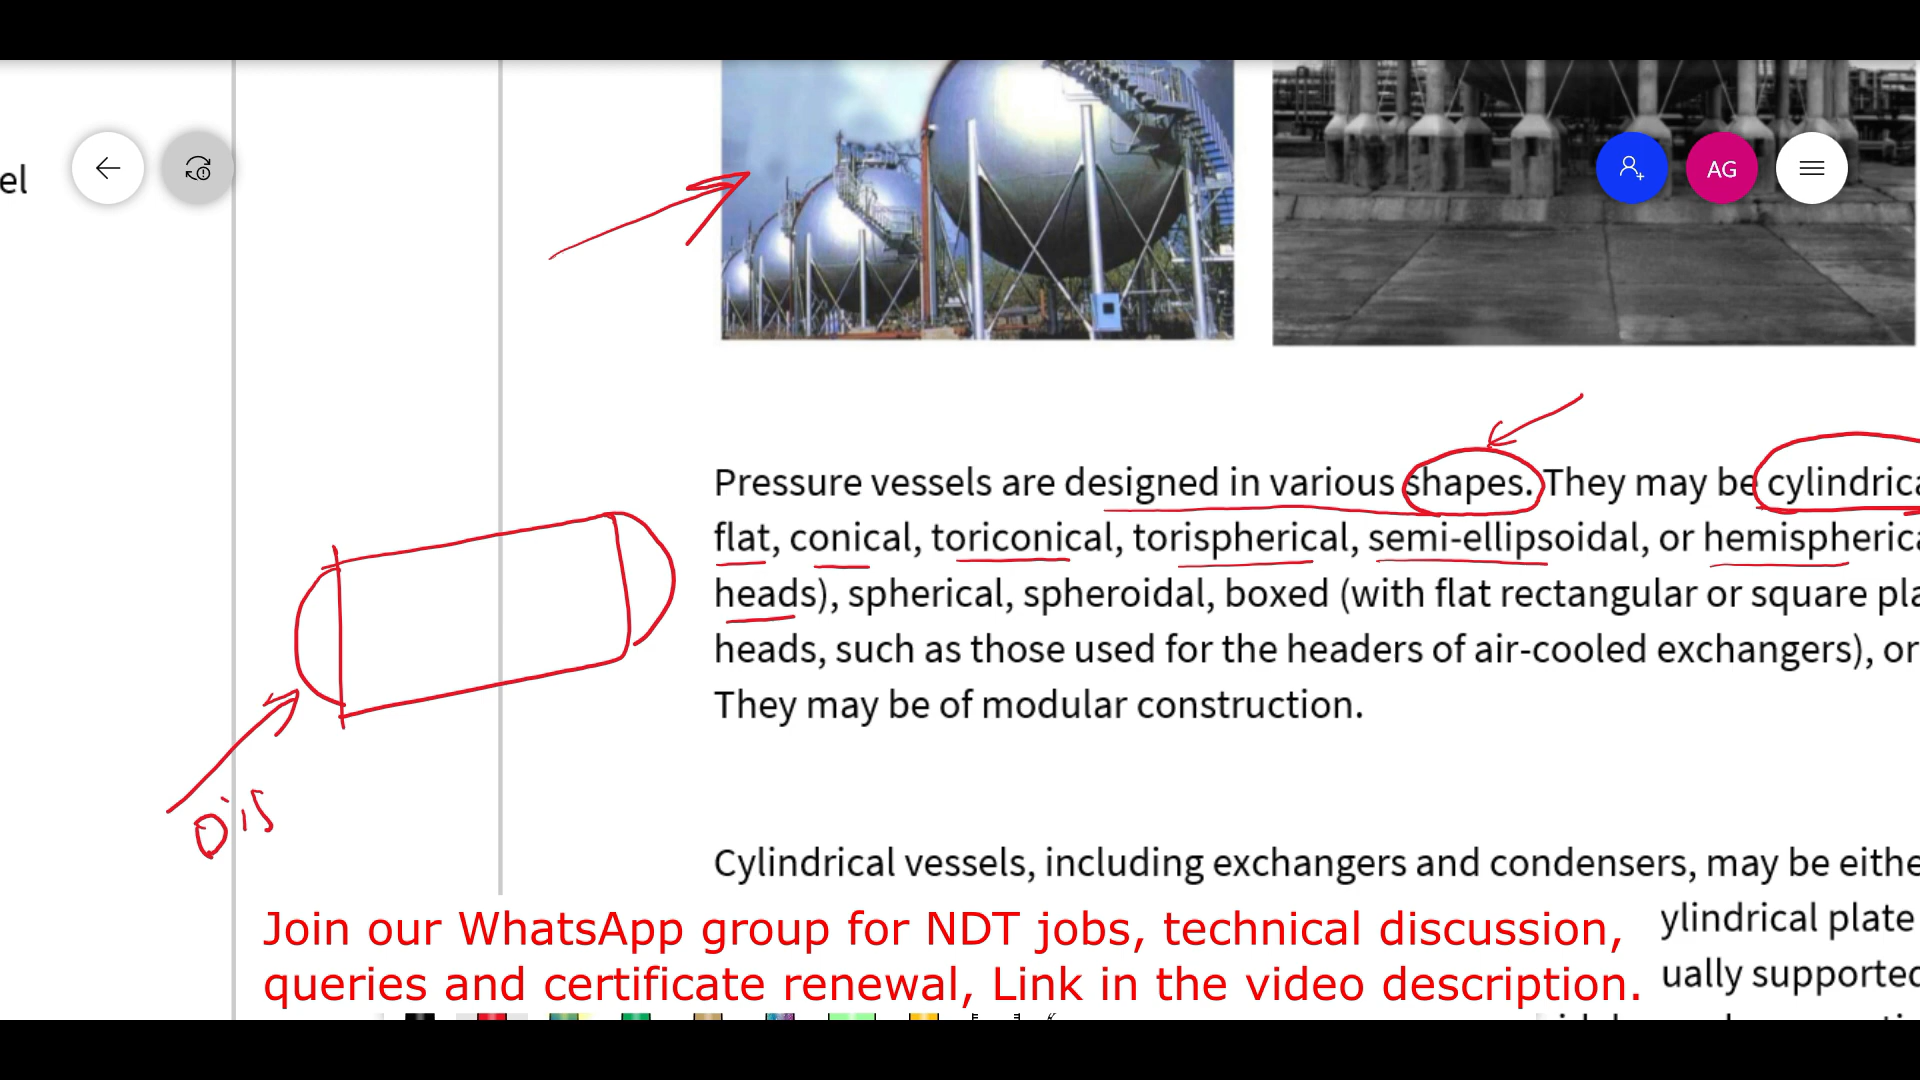 el
AG
Pressure vessels are designed in various shapes. They may be cylindrica
flat, conical, toriconical, torispherical, semi-ellipsoidal, or hemispherica
heads), spherical, spheroidal, boxed (with flat rectangular or square pla
heads, such as those used for the headers of air-cooled exchangers), or
They may be of modular construction.
Cylindrical vessels, including exchangers and condensers, may be eithe
Join our WhatsApp group for NDT jobs, technical discussion,
ylindrical plate
queries and certificate renewal, Link in the video description.
ually supported